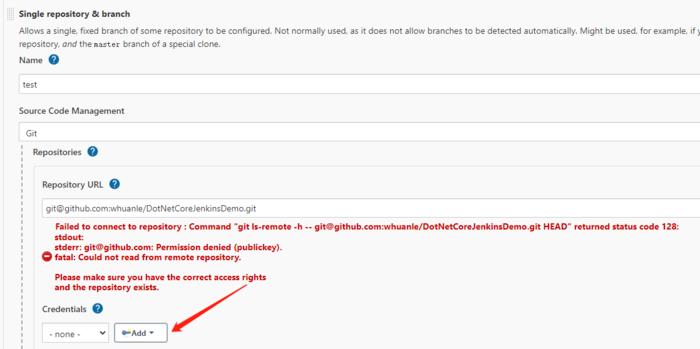 Single repository & branch
Allows a single, fixed branch of some repository to be configured. Not normally used, as it does not allow branches to be detected automatically. Might be used, for example, if
repository, and the master branch of a special clone.
Name ?
test
Source Code Management
Git
Repositories ?
Repository URL ?
git@github.com:whuanle/DotNetCoreJenkinsDemo.git
Failed to connect to repository : Command "git ls-remote -h -- git@github.com:whuanle/DotNetCoreJenkinsDemo.git HEAD" returned status code 128:
stdout:
stderr: git@github.com: Permission denied (publickey).
fatal: Could not read from remote repository.
Please make sure you have the correct access rights
and the repository exists.
Credentials ?
- none -
Add